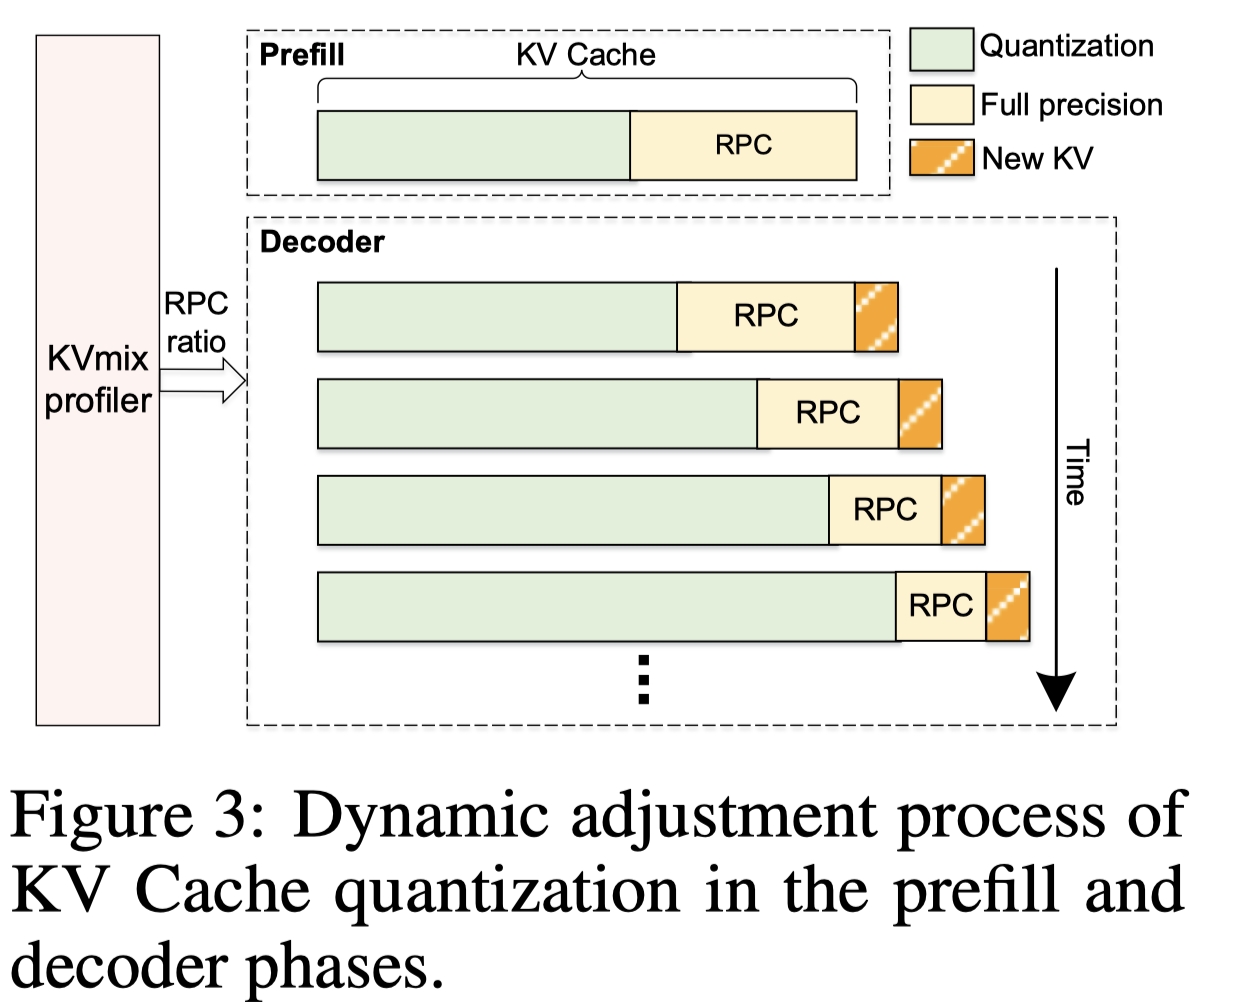 Prefill
KV Cache
RPC
Quantization
Full precision
New KV
Decoder
RPC
RPC
RPC
RPC
Time
RPC
ratio
KVmix
profiler
Figure 3: Dynamic adjustment process of
KV Cache quantization in the prefill and
decoder phases.